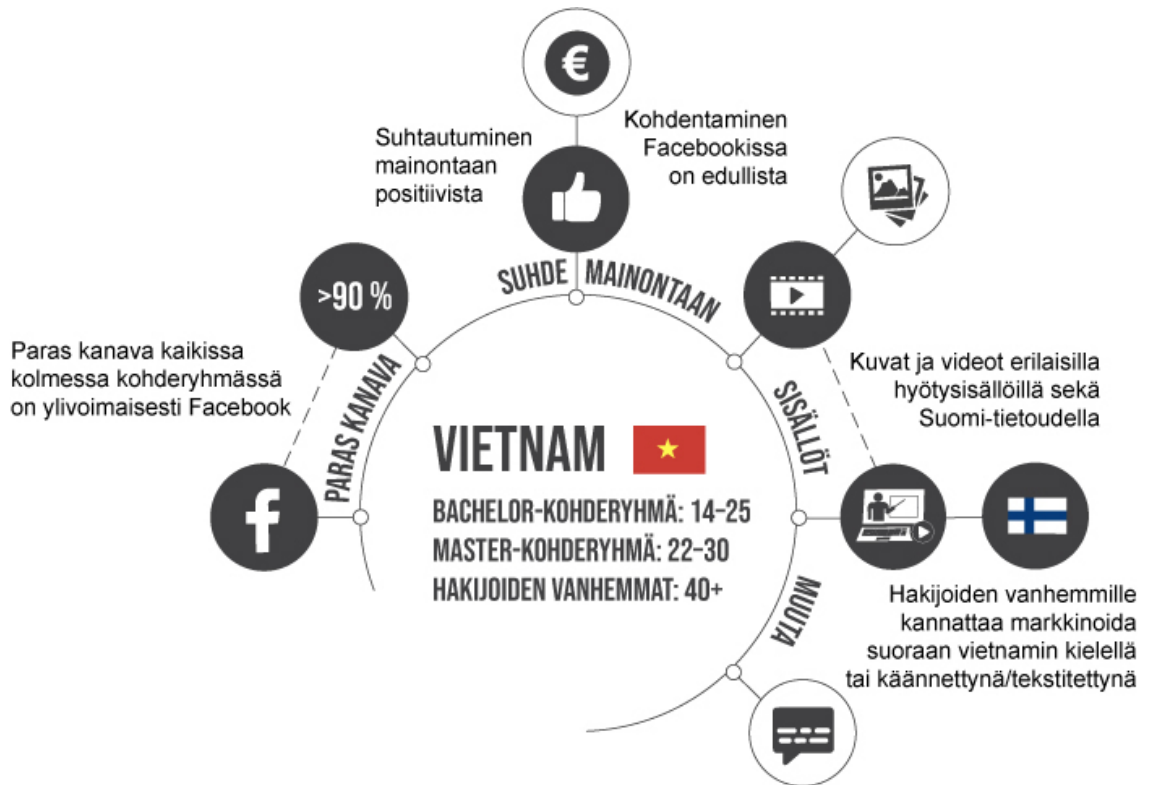 €
Suhtautuminen
mainontaan
positiivista
Kohdentaminen
Facebookissa
on edullista
SUHDE MAINONTAAN
>90 %
Paras kanava kaikissa
kolmessa kohderyhmässä
on ylivoimaisesti Facebook
PARAS KANAVA
f
Kuvat ja videot erilaisilla
hyötysisällöillä sekä
Suomi-tietoudella
SISÄLLÖT
VIETNAM
BACHELOR-KOHDERYHMÄ: 14–25
MASTER-KOHDERYHMÄ: 22–30
HAKIJOIDEN VANHEMMAT: 40+
Hakijoiden vanhemmille
kannattaa markkinoida
suoraan vietnamin kielellä
tai käännettynä/tekstitettynä
MUUTA